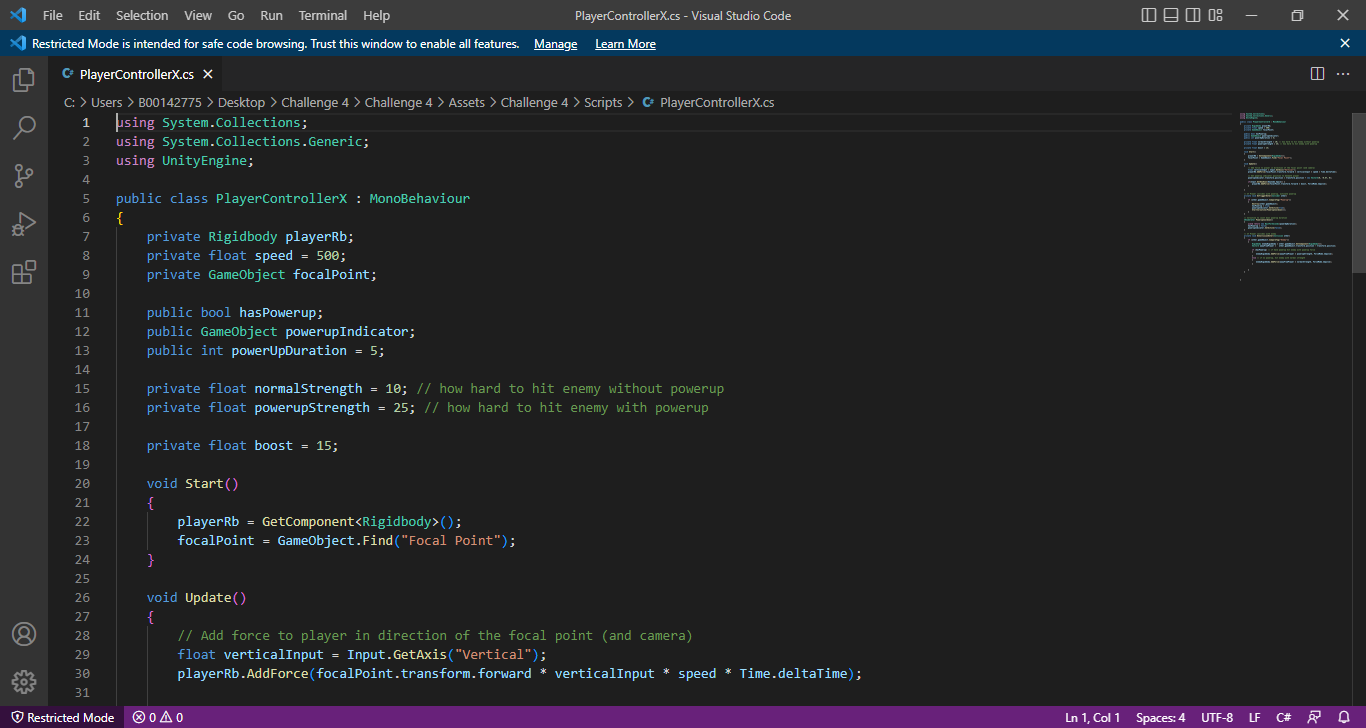 File Edit Selection View Go Run Terminal Help PlayerControllerX.cs - Visual Studio Code
Restricted Mode is intended for safe code browsing. Trust this window to enable all features. Manage Learn More
PlayerControllerX.cs
C: > Users > B00142775 > Desktop > Challenge 4 > Challenge 4 > Assets > Challenge 4 > Scripts > PlayerControllerX.cs
1 using System.Collections;
2 using System.Collections.Generic;
3 using UnityEngine;
4
5 public class PlayerControllerX : MonoBehaviour
6 {
7 private Rigidbody playerRb;
8 private float speed = 500;
9 private GameObject focalPoint;
10
11 public bool hasPowerup;
12 public GameObject powerupIndicator;
13 public int powerUpDuration = 5;
14
15 private float normalStrength = 10; // how hard to hit enemy without powerup
16 private float powerupStrength = 25; // how hard to hit enemy with powerup
17
18 private float boost = 15;
19
20 void Start()
21 {
22 playerRb = GetComponent<Rigidbody>();
23 focalPoint = GameObject.Find("Focal Point");
24 }
25
26 void Update()
27 {
28 // Add force to player in direction of the focal point (and camera)
29 float verticalInput = Input.GetAxis("Vertical");
30 playerRb.AddForce(focalPoint.transform.forward * verticalInput * speed * Time.deltaTime);
31
Restricted Mode 0 0 Ln 1, Col 1 Spaces: 4 UTF-8 LF C#